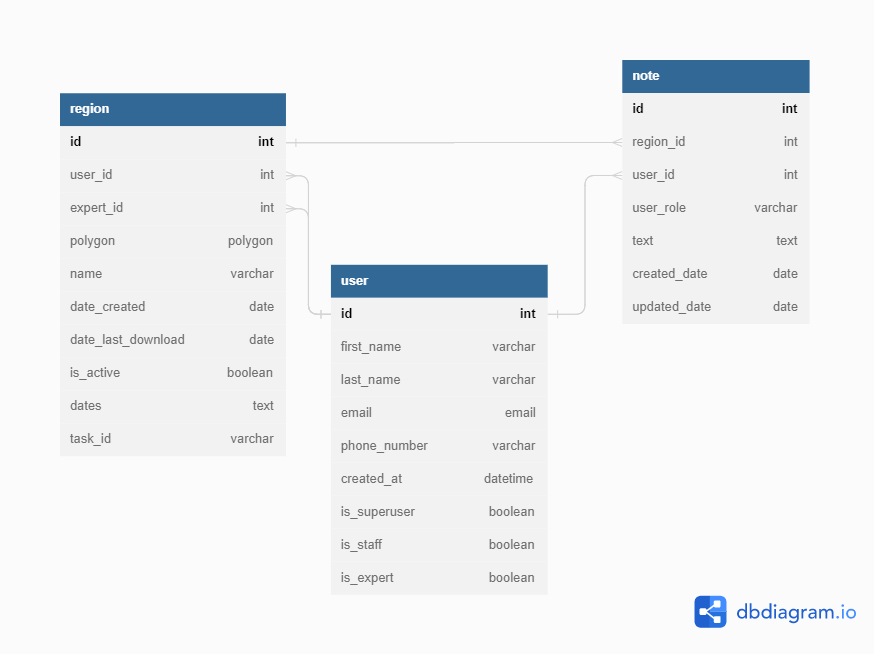 region
id int
user_id int
expert_id int
polygon polygon
name varchar
date_created date
date_last_download date
is_active boolean
dates text
task_id varchar
user
id int
first_name varchar
last_name varchar
email email
phone_number varchar
created_at datetime
is_superuser boolean
is_staff boolean
is_expert boolean
note
id int
region_id int
user_id int
user_role varchar
text text
created_date date
updated_date date
dbdiagram.io